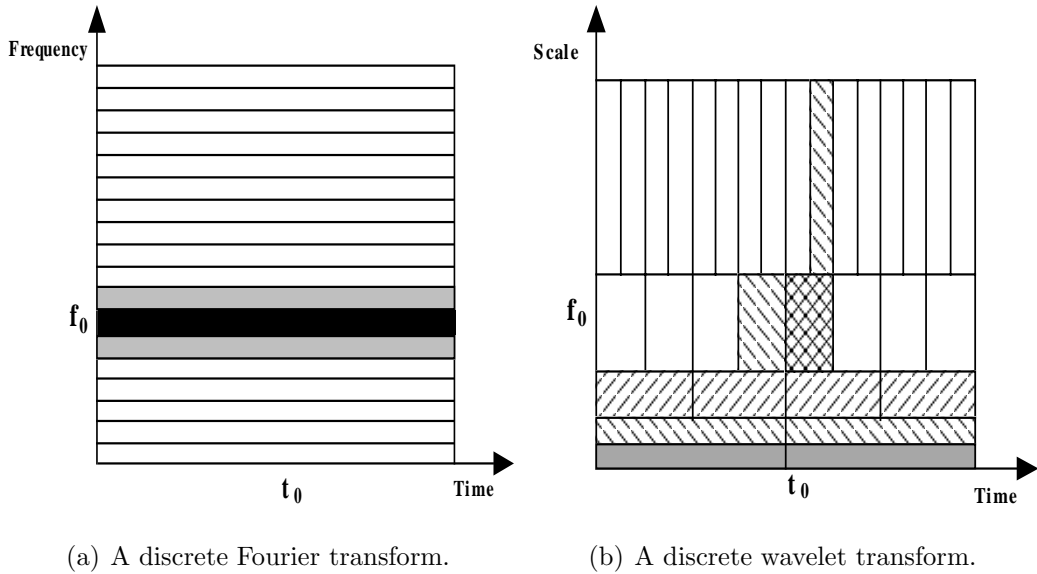 Frequency
f0
t0
Time
(a) A discrete Fourier transform.
Scale
f0
t0
Time
(b) A discrete wavelet transform.